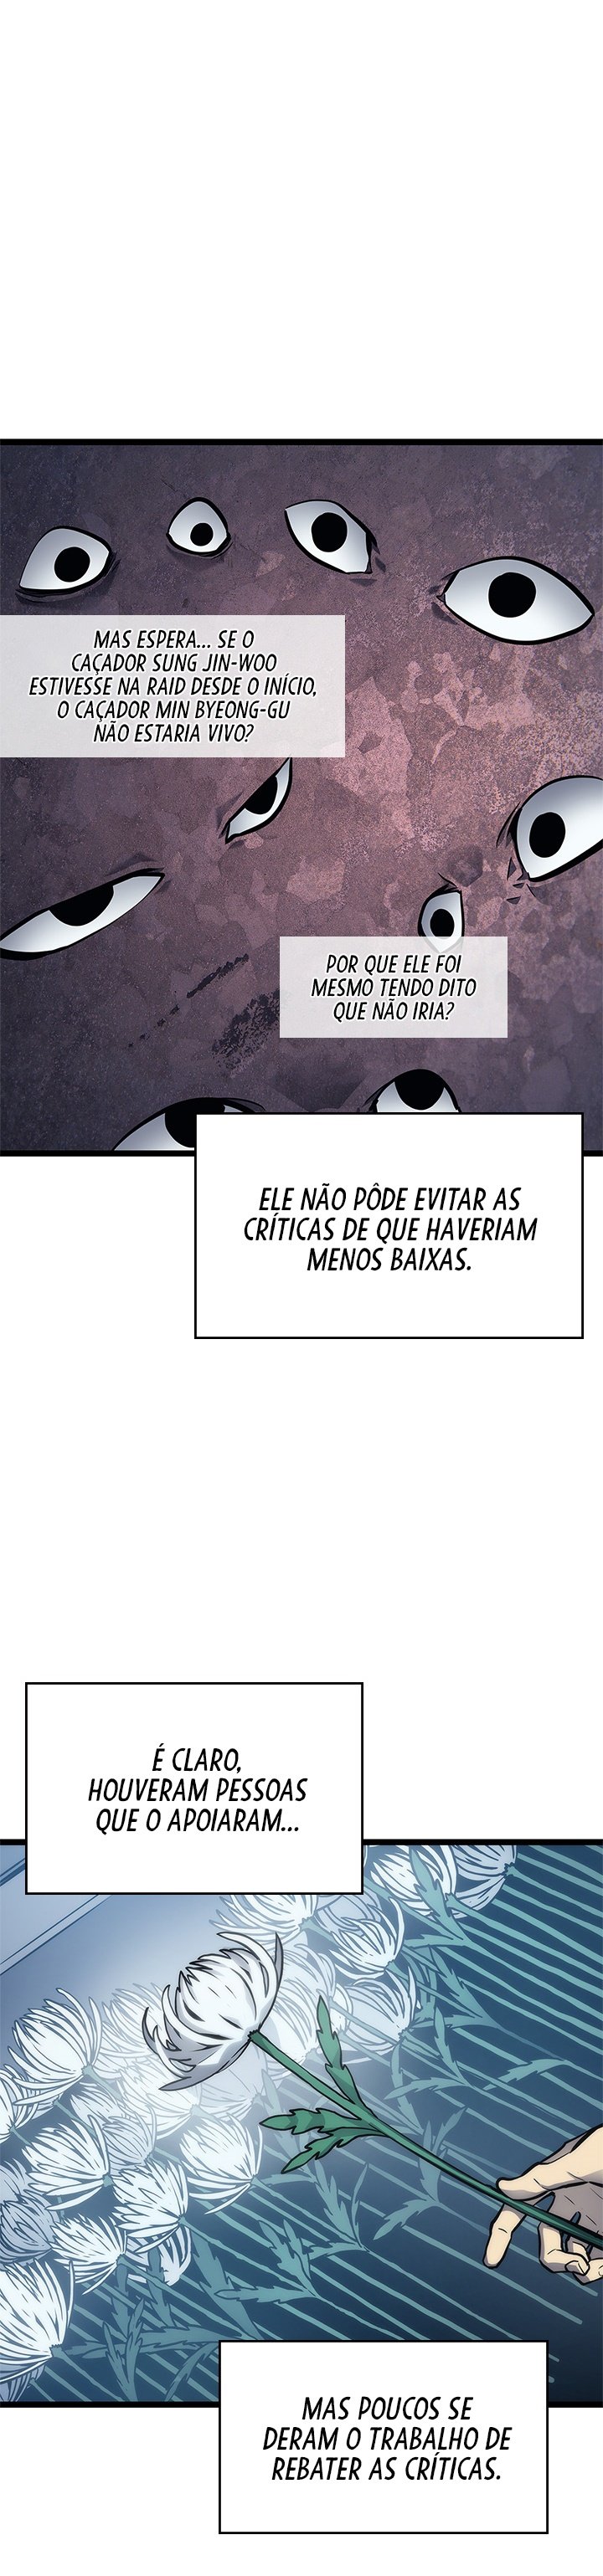 MAS ESPERA... SE O
CAÇADOR SUNG JIN-WOO
ESTIVESSE NA RAID DESDE O INÍCIO,
O CAÇADOR MIN BYEONG-GU
NÃO ESTARIA VIVO?
POR QUE ELE FOI
MESMO TENDO DITO
QUE NÃO IRIA?
ELE NÃO PÔDE EVITAR AS
CRÍTICAS DE QUE HAVERIAM
MENOS BAIXAS.
É CLARO,
HOUVERAM PESSOAS
QUE O APOIARAM...
MAS POUCOS SE
DERAM O TRABALHO DE
REBATER AS CRÍTICAS.